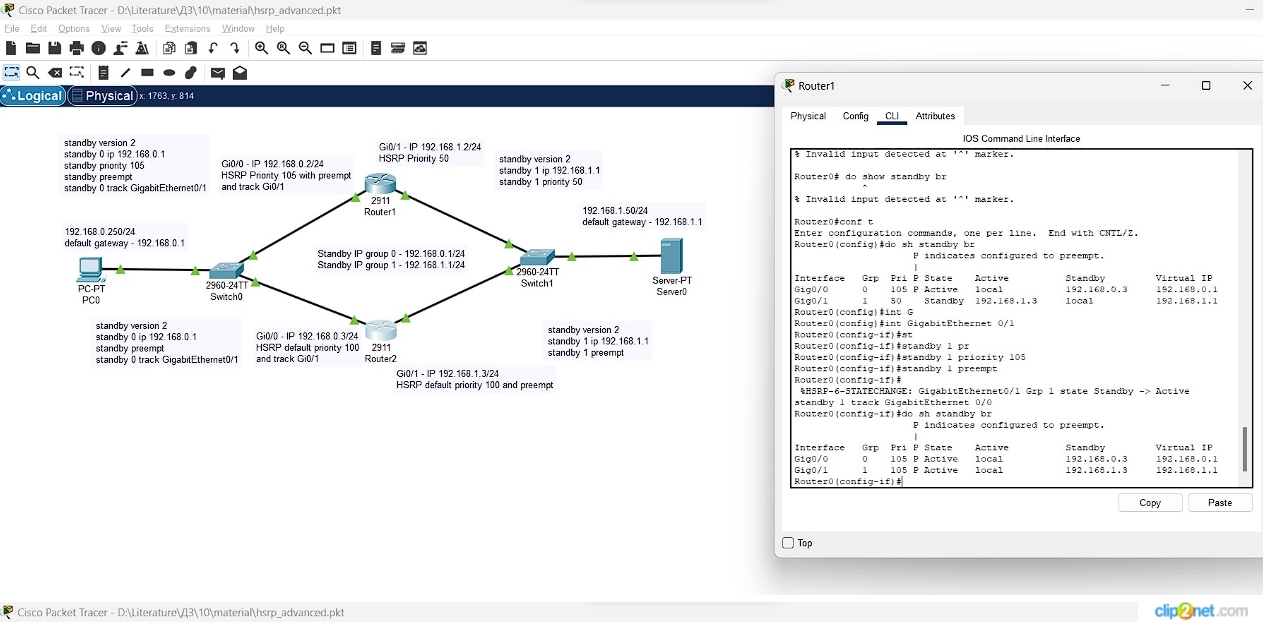 Cisco Packet Tracer - D:\Literature\ДЗ\10\material\hsrp_advanced.pkt
File Edit Options View Tools Extensions Window Help
Logical Physical x: 1763, y: 814
standby version 2
standby 0 ip 192.168.0.1
standby priority 105
standby preempt
standby 0 track GigabitEthernet0/1
Gi0/0 - IP 192.168.0.2/24
HSRP Priority 105 with preempt
and track Gi0/1
Gi0/1 - IP 192.168.1.2/24
HSRP Priority 50
standby version 2
standby 1 ip 192.168.1.1
standby 1 priority 50
2911
Router1
192.168.1.50/24
default gateway - 192.168.1.1
192.168.0.250/24
default gateway - 192.168.0.1
Standby IP group 0 - 192.168.0.1/24
Standby IP group 1 - 192.168.1.1/24
PC-PT
PC0
2960-24TT
Switch0
2960-24TT
Switch1
Server-PT
Server0
standby version 2
standby 0 ip 192.168.0.1
standby preempt
standby 0 track GigabitEthernet0/1
Gi0/0 - IP 192.168.0.3/24
HSRP default priority 100
and track Gi0/1
2911
Router2
standby version 2
standby 1 ip 192.168.1.1
standby 1 preempt
Gi0/1 - IP 192.168.1.3/24
HSRP default priority 100 and preempt
Router1
Physical Config CLI Attributes
IOS Command Line Interface
% Invalid input detected at '^' marker.
Router0# do show standby br
^
% Invalid input detected at '^' marker.
Router0#conf t
Enter configuration commands, one per line. End with CNTL/Z.
Router0(config)#do sh standby br
P indicates configured to preempt.
|
Interface Grp Pri P State Active Standby Virtual IP
Gig0/0 0 105 P Active local 192.168.0.3 192.168.0.1
Gig0/1 1 50 Standby 192.168.1.3 local 192.168.1.1
Router0(config)#int G
Router0(config)#int GigabitEthernet 0/1
Router0(config-if)#st
Router0(config-if)#standby 1 pr
Router0(config-if)#standby 1 priority 105
Router0(config-if)#standby 1 preempt
Router0(config-if)#
%HSRP-6-STATECHANGE: GigabitEthernet0/1 Grp 1 state Standby -> Active
standby 1 track GigabitEthernet 0/0
Router0(config-if)#do sh standby br
P indicates configured to preempt.
|
Interface Grp Pri P State Active Standby Virtual IP
Gig0/0 0 105 P Active local 192.168.0.3 192.168.0.1
Gig0/1 1 105 P Active local 192.168.1.3 192.168.1.1
Router0(config-if)#
Copy Paste
Top
Cisco Packet Tracer - D:\Literature\ДЗ\10\material\hsrp_advanced.pkt
clip2net.com